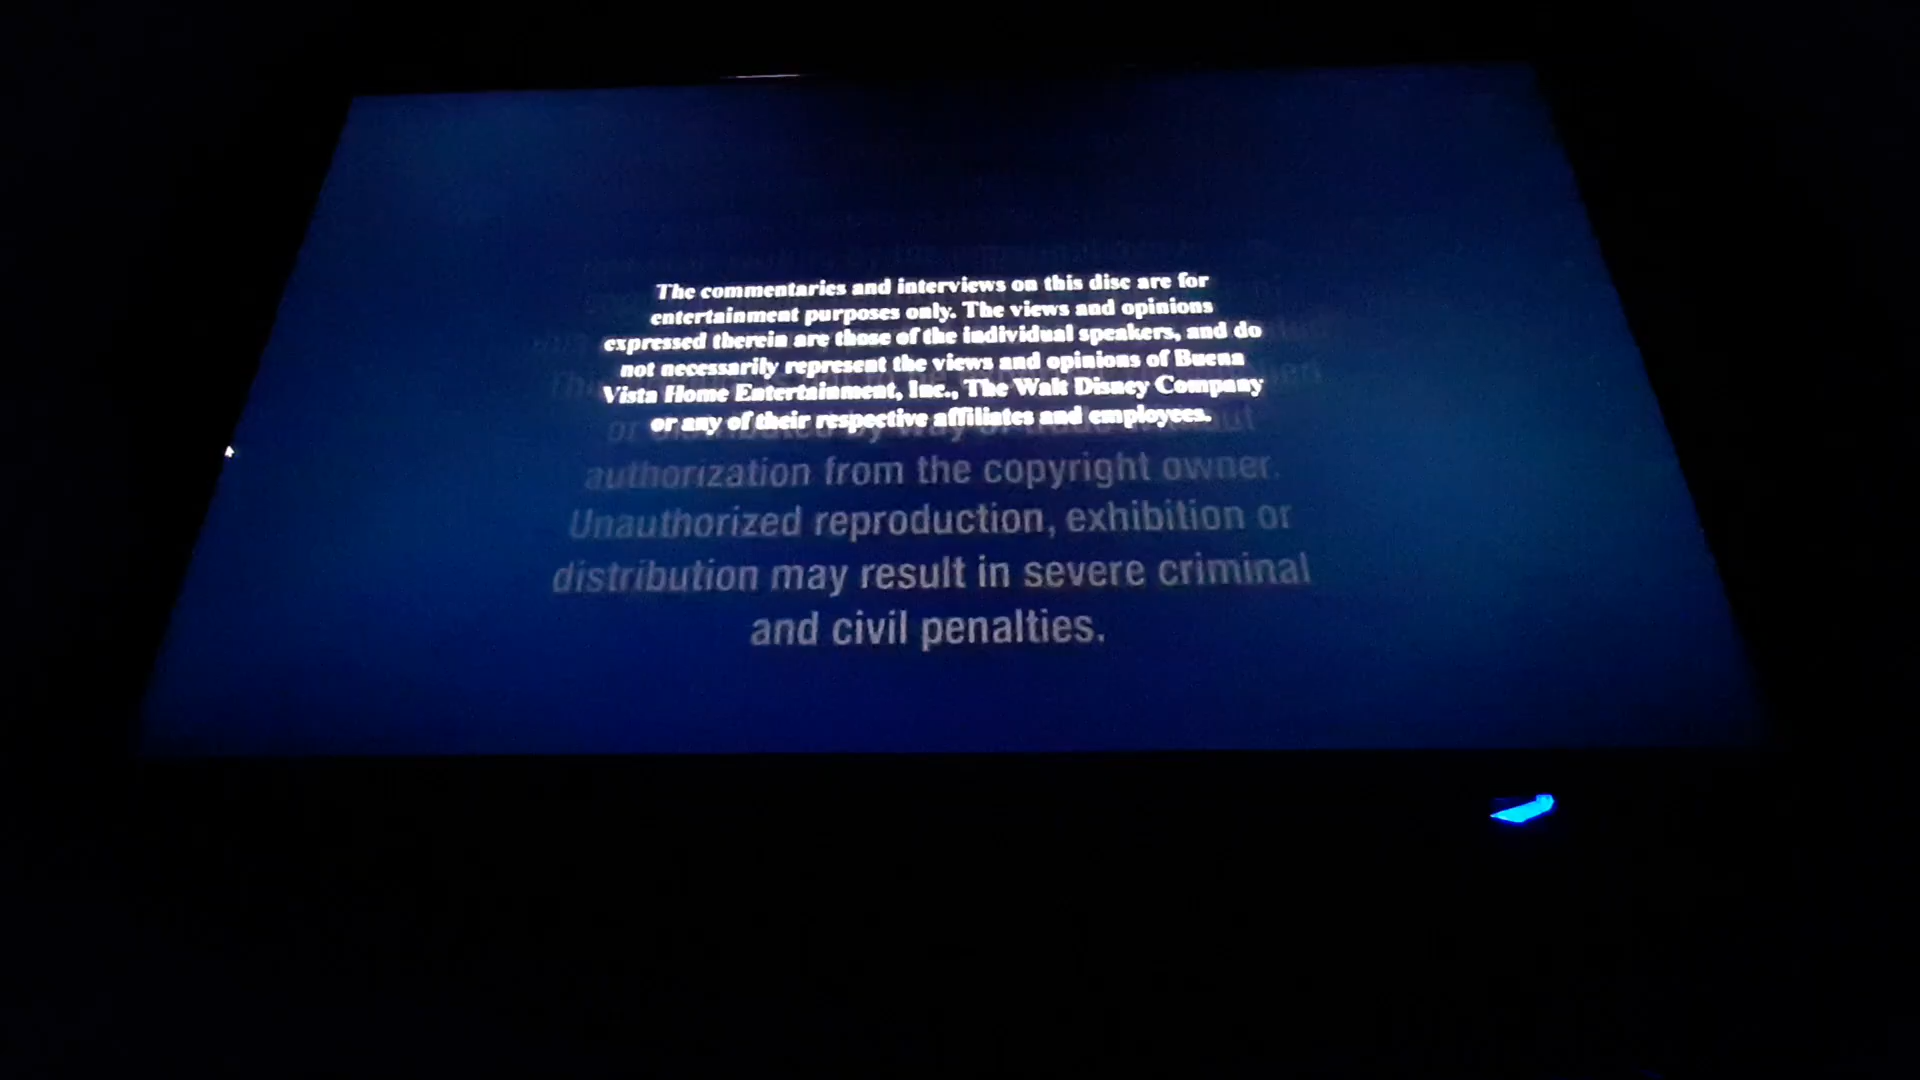 The commentaries and interviews on this disc are for
entertainment purposes only. The views and opinions
expressed therein are those of the individual speakers, and do
not necessarily represent the views and opinions of Buena
Vista Home Entertainment, Inc., The Walt Disney Company
or any of their respective affiliates and employees.
authorization from the copyright owner.
Unauthorized reproduction, exhibition or
distribution may result in severe criminal
and civil penalties.